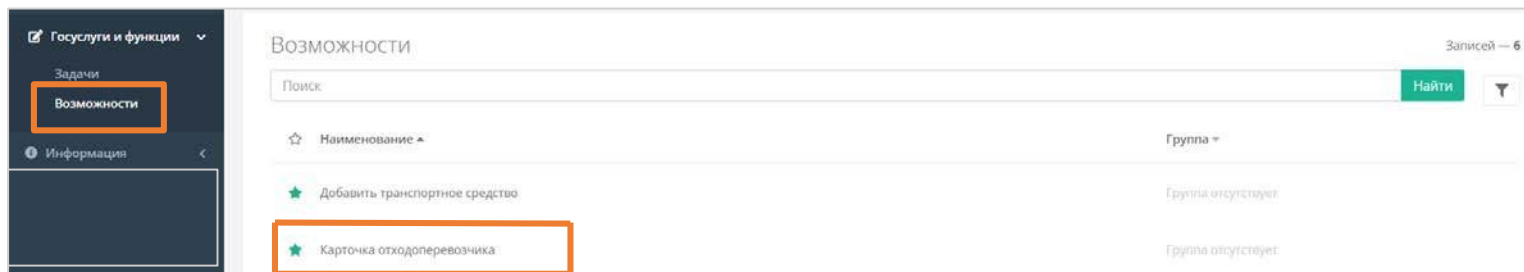 Госуслуги и функции
Задачи
Возможности
Информация
Возможности
Записей — 6
Поиск
Найти
Наименование
Группа
Добавить транспортное средство
Группа отсутствует
Карточка отходоперевозчика
Группа отсутствует